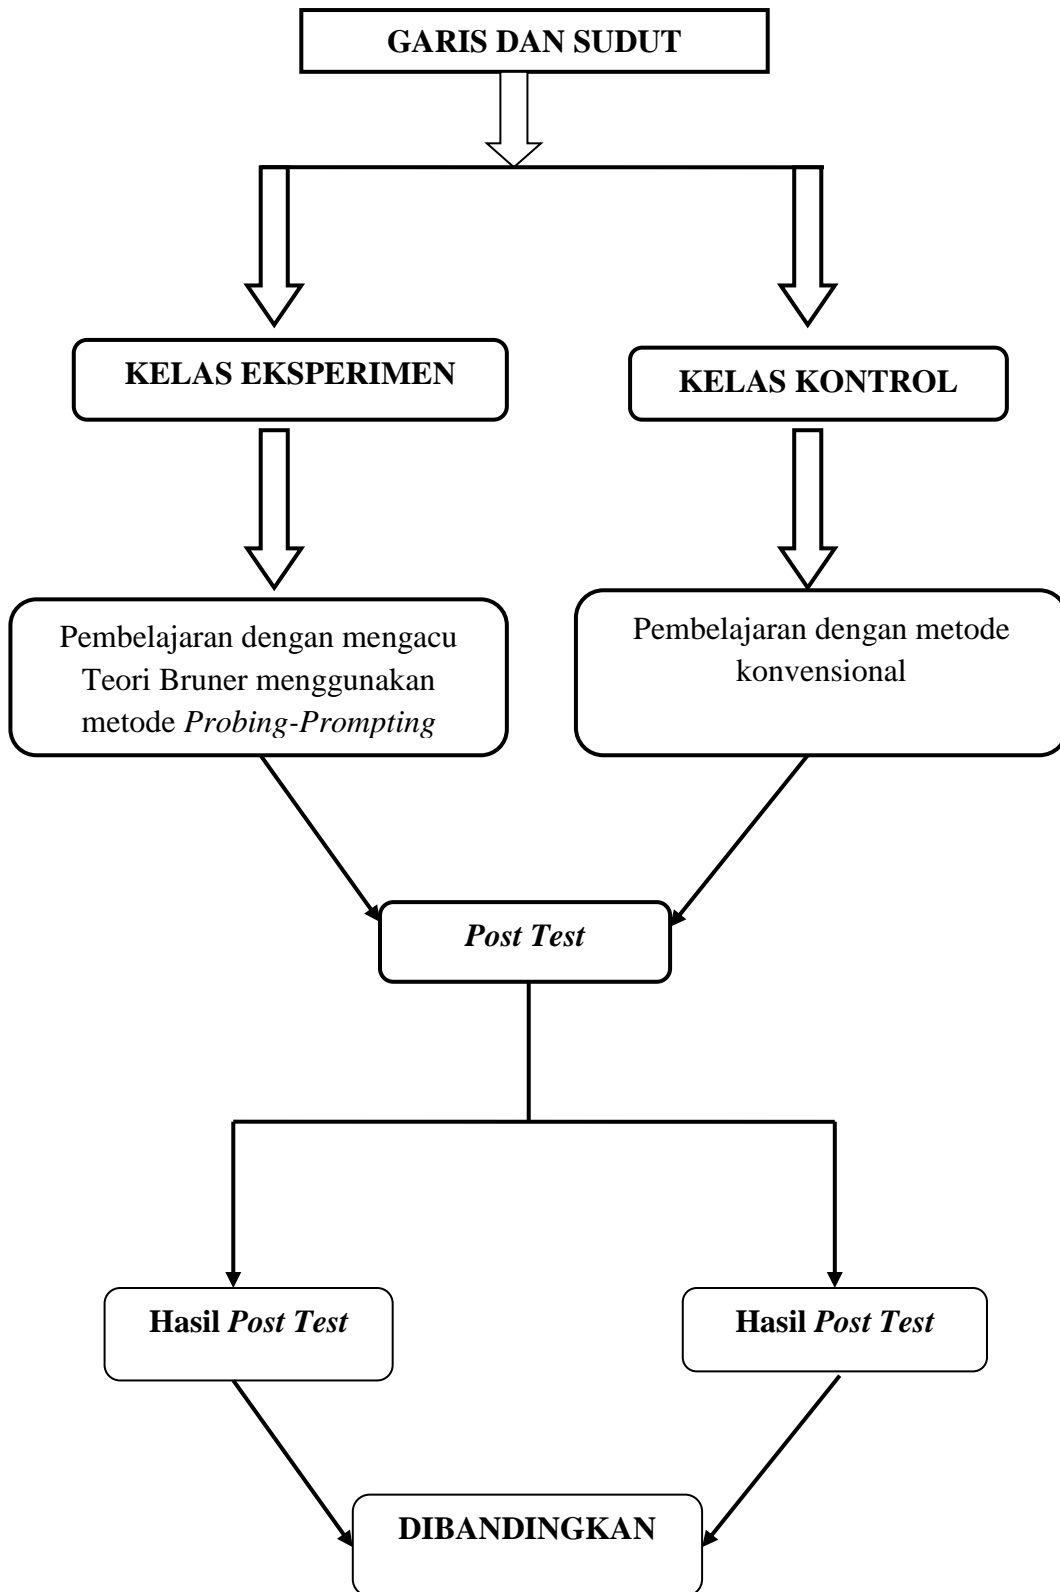 GARIS DAN SUDUT
KELAS EKSPERIMEN
KELAS KONTROL
Pembelajaran dengan mengacu
Teori Bruner menggunakan
metode Probing-Prompting
Pembelajaran dengan metode
konvensional
Post Test
Hasil Post Test
Hasil Post Test
DIBANDINGKAN